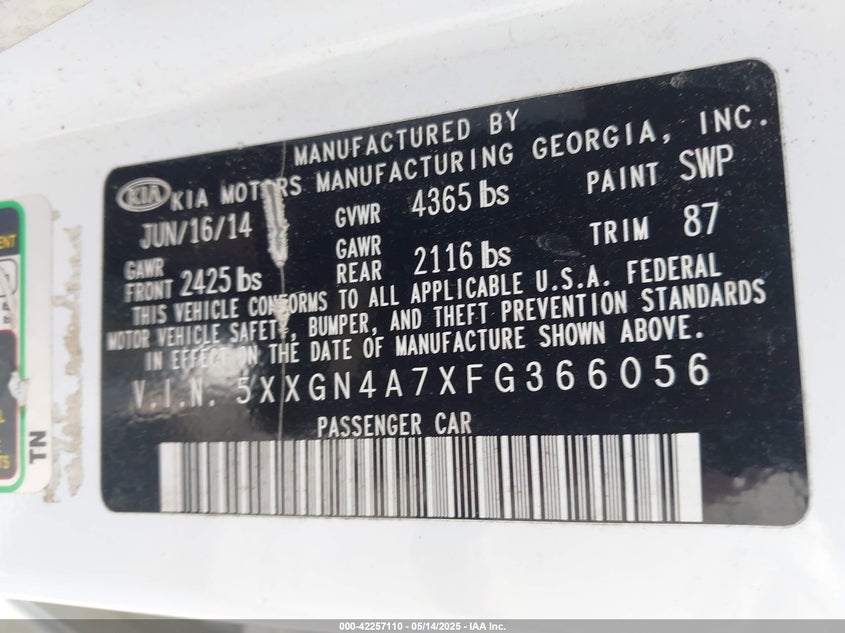 MANUFACTURED BY
KIA KIA MOTORS MANUFACTURING GEORGIA, INC.
JUN/16/14 GVWR 4365 lbs PAINT SWP
GAWR FRONT 2425 lbs GAWR REAR 2116 lbs TRIM 87
THIS VEHICLE CONFORMS TO ALL APPLICABLE U.S.A. FEDERAL
MOTOR VEHICLE SAFETY, BUMPER, AND THEFT PREVENTION STANDARDS
IN EFFECT ON THE DATE OF MANUFACTURE SHOWN ABOVE.
V.I.N. 5XXGN4A7XFG366056
PASSENGER CAR
TN
000-42257110 - 05/14/2025 - IAA Inc.